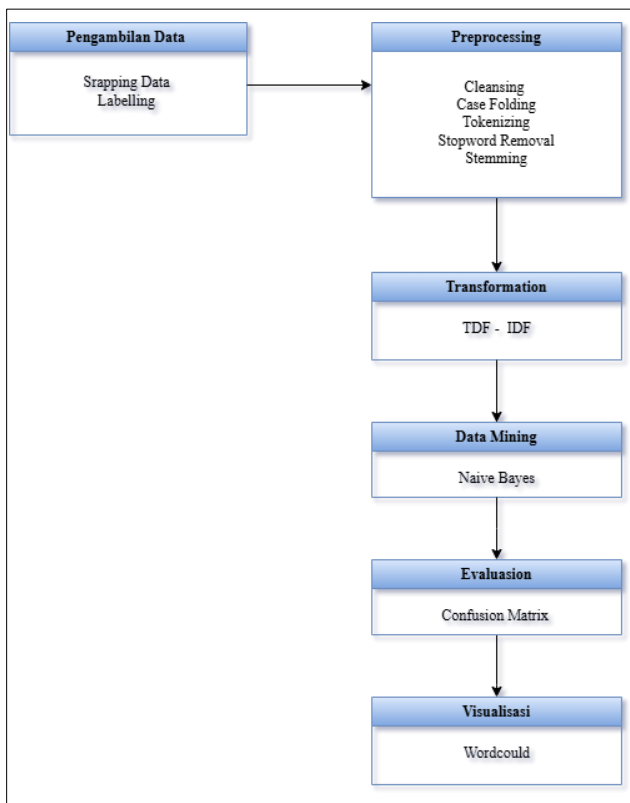 Pengambilan Data
Srapping Data
Labelling
Preprocessing
Cleansing
Case Folding
Tokenizing
Stopword Removal
Stemming
Transformation
TDF - IDF
Data Mining
Naive Bayes
Evaluasion
Confusion Matrix
Visualisasi
Wordcould